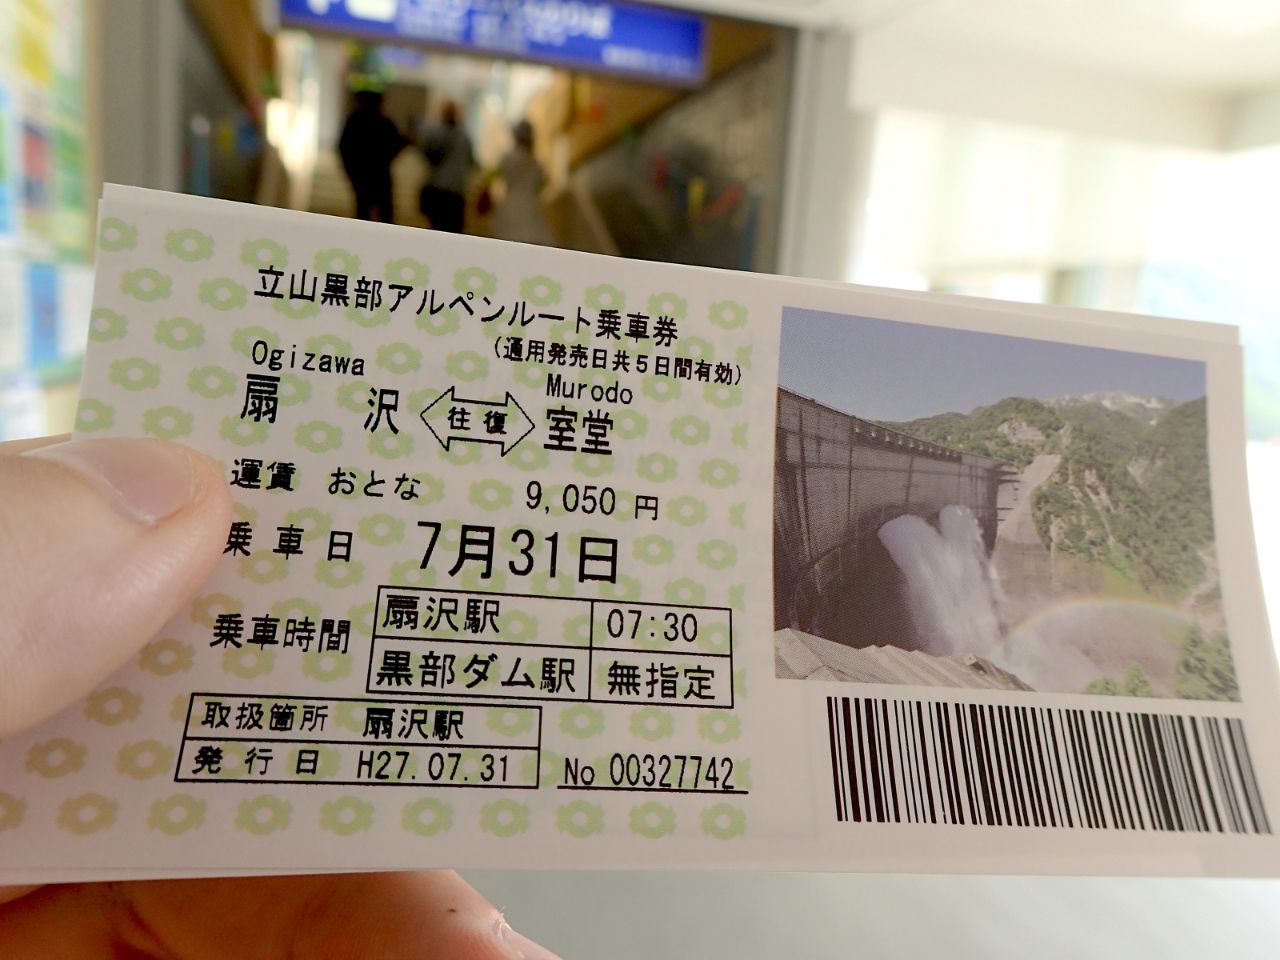 立山黒部アルペンルート乗車券
(通用発売日共5日間有効)
Ogizawa
Murodo
扇 沢 往復 室堂
運賃 おとな 9,050 円
乗車日 7月31日
乗車時間 扇沢駅 07:30
黒部ダム駅 無指定
取扱箇所 扇沢駅
発行日 H27.07.31
No 00327742